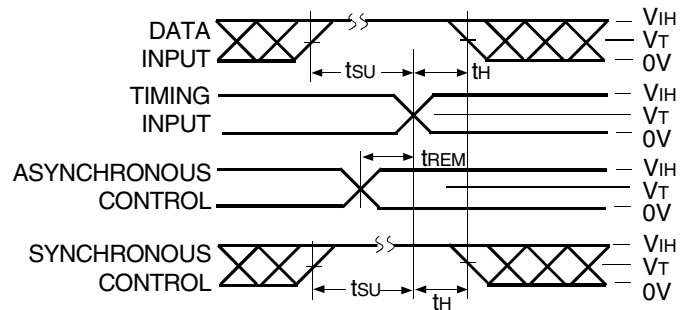 DATA
INPUT
tSU
tH
VIH
VT
0V
TIMING
INPUT
VIH
VT
0V
tREM
ASYNCHRONOUS
CONTROL
VIH
VT
0V
SYNCHRONOUS
CONTROL
tSU
tH
VIH
VT
0V